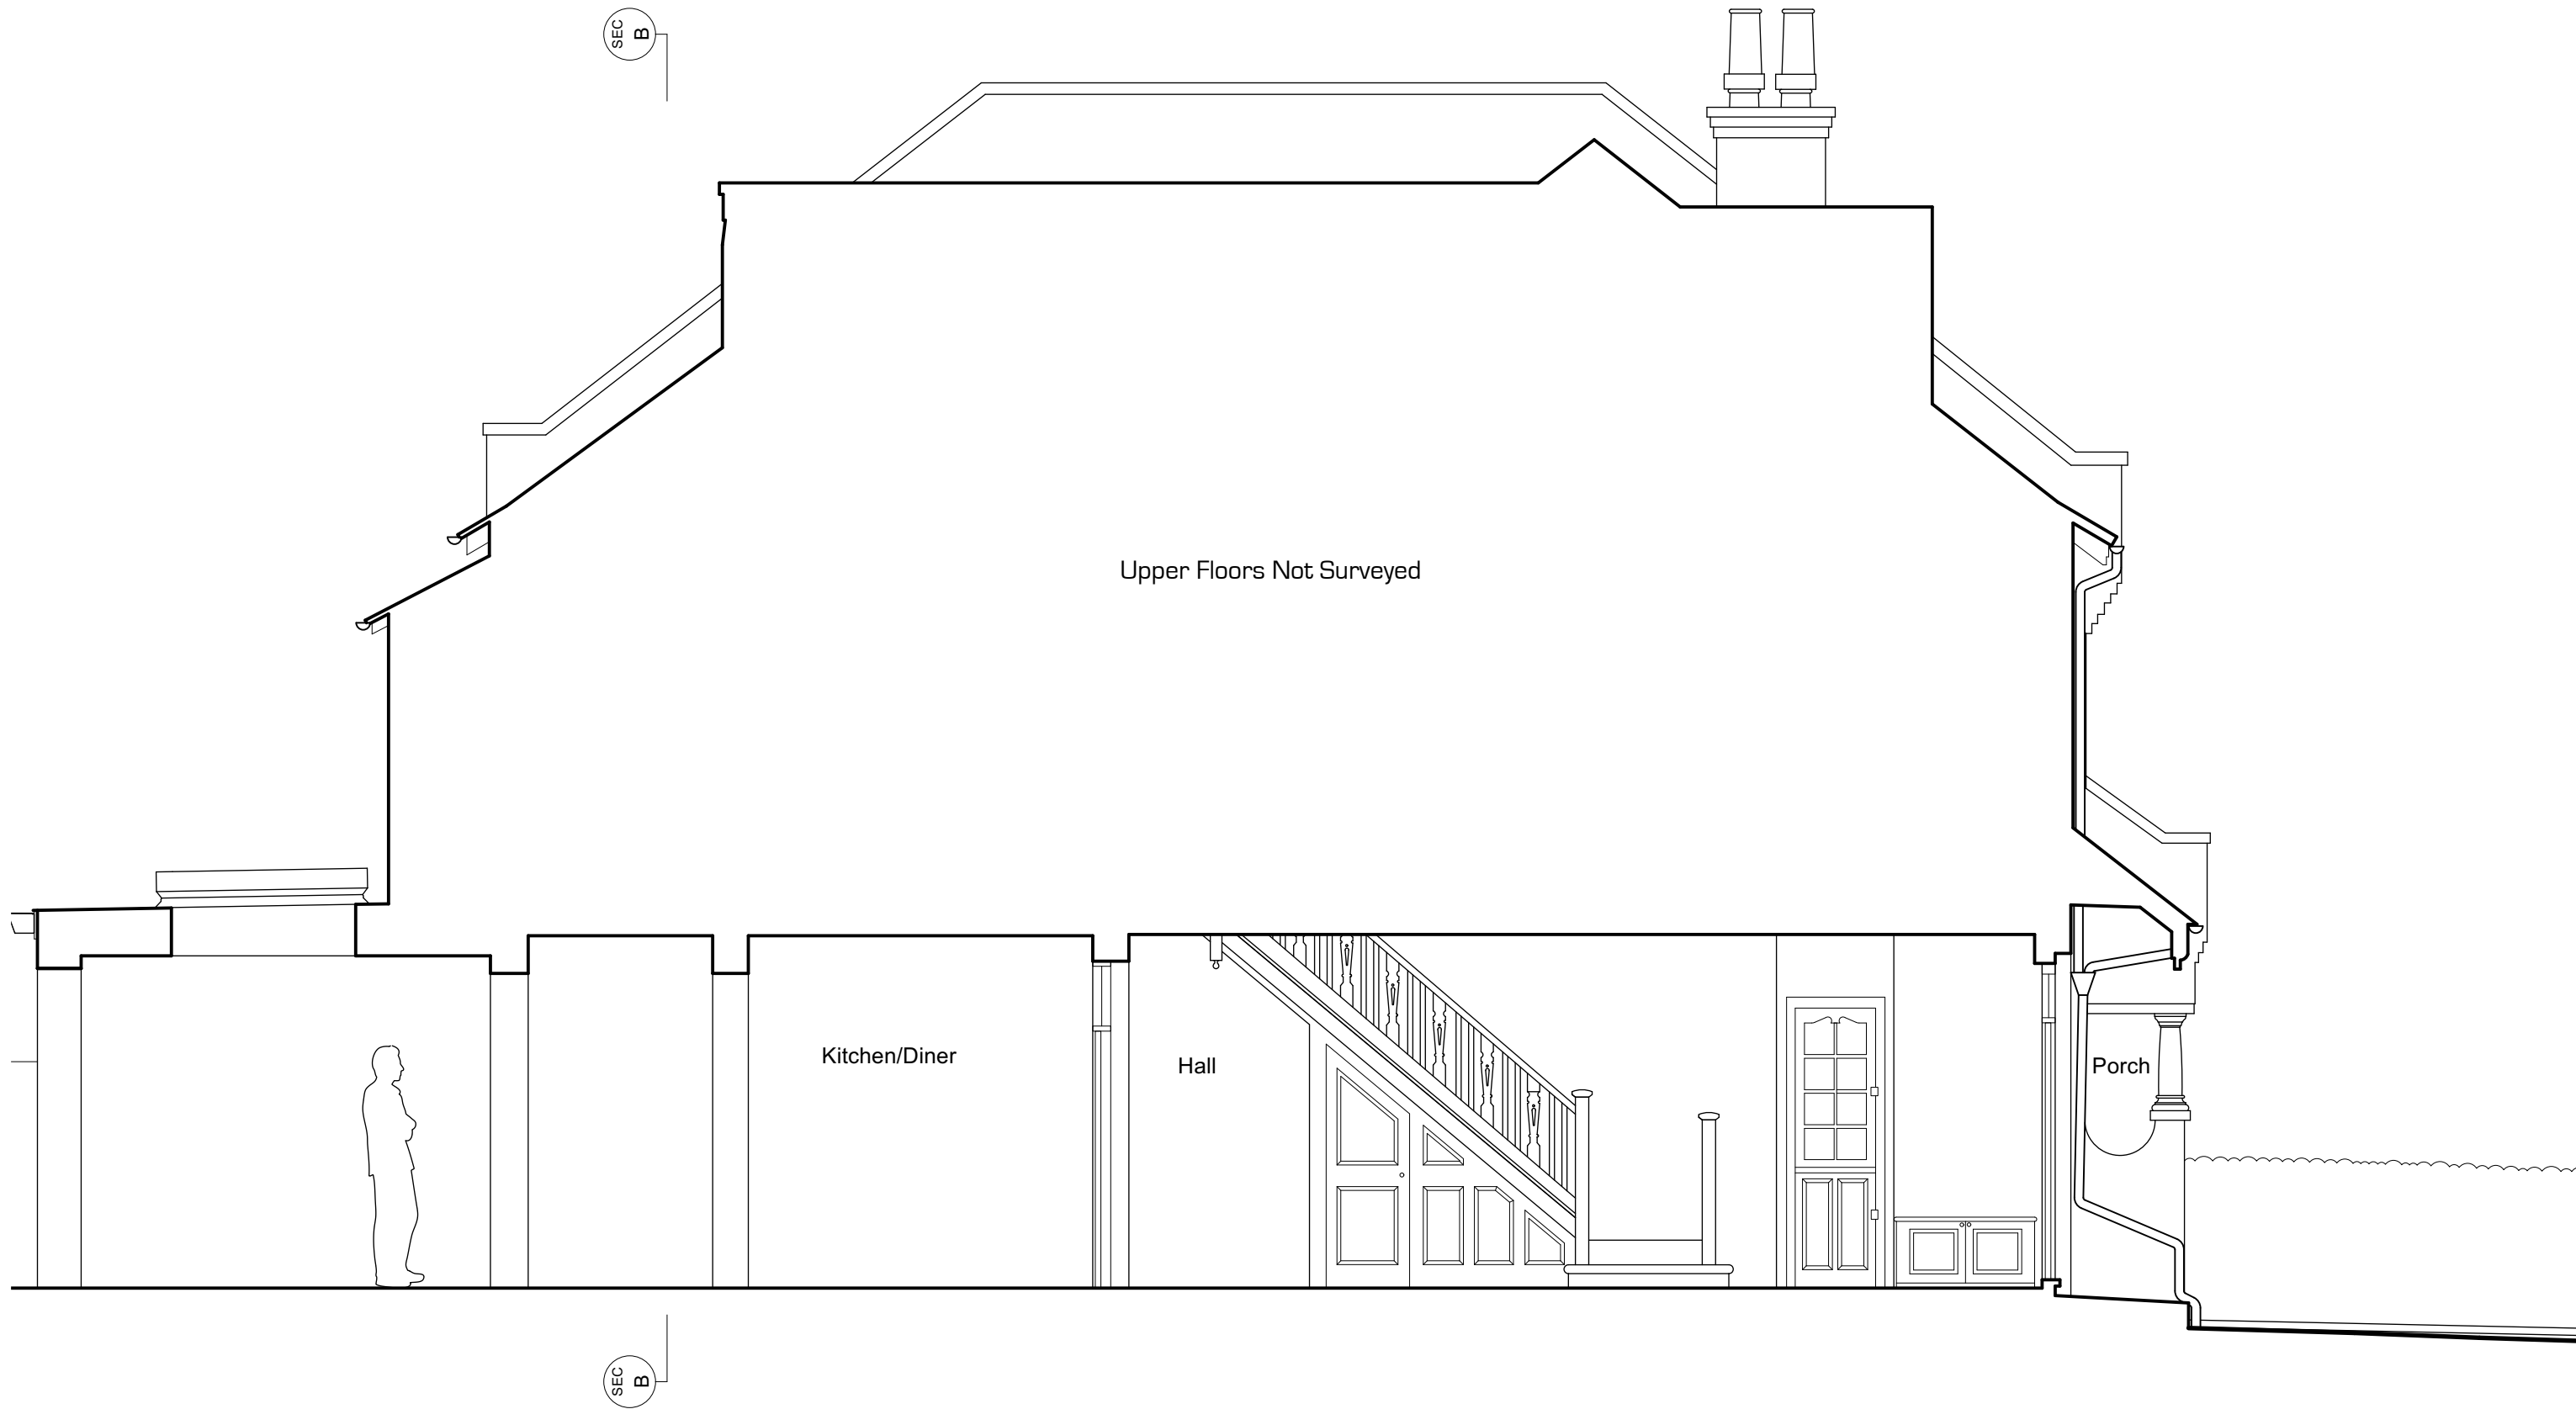 SEC
B
Upper Floors Not Surveyed
Kitchen/Diner
Hall
Porch
SEC
B